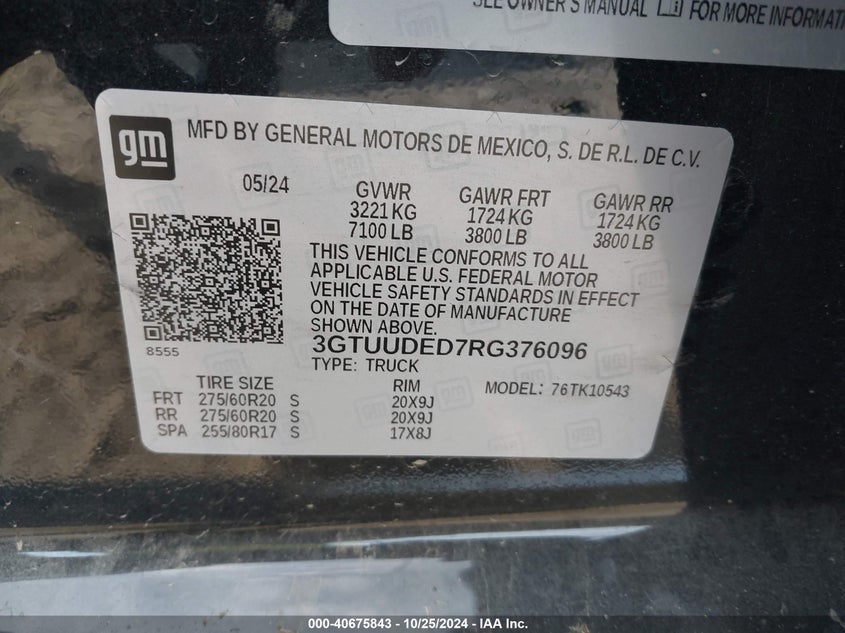 SEE OWNER'S MANUAL FOR MORE INFORMATI
gm
MFD BY GENERAL MOTORS DE MEXICO, S. DE R.L. DE C.V.
05/24 GVWR GAWR FRT GAWR RR
3221 KG 1724 KG 1724 KG
7100 LB 3800 LB 3800 LB
THIS VEHICLE CONFORMS TO ALL
APPLICABLE U.S. FEDERAL MOTOR
VEHICLE SAFETY STANDARDS IN EFFECT
ON THE DATE OF MANUFACTURE
SHOWN ABOVE.
8555
3GTUUDED7RG376096
TYPE: TRUCK
TIRE SIZE RIM MODEL: 76TK10543
FRT 275/60R20 S 20X9J
RR 275/60R20 S 20X9J
SPA 255/80R17 S 17X8J
000-40675843 - 10/25/2024 - IAA Inc.